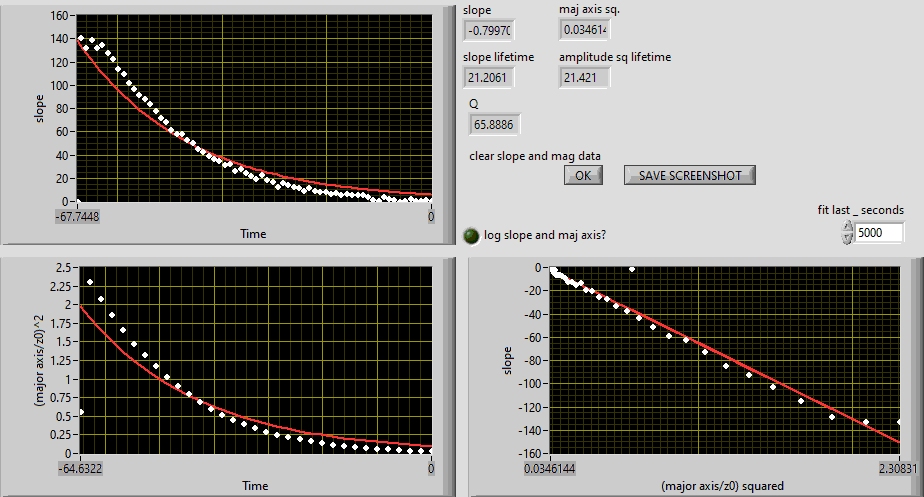 slope
maj axis sq.
-0.7997(
0.034614
slope lifetime
amplitude sq lifetime
21.2061
21.421
Q
65.8886
clear slope and mag data
OK
SAVE SCREENSHOT
fit last _ seconds
5000
log slope and maj axis?
160
140
120
100
80
60
40
20
0
slope
-67.7448
0
Time
2.5
2.25
2
1.75
1.5
1.25
1
0.75
0.5
0.25
0
(major axis/z0)^2
-64.6322
0
Time
0
-20
-40
-60
-80
-100
-120
-140
-160
slope
0.0346144
2.30831
(major axis/z0) squared